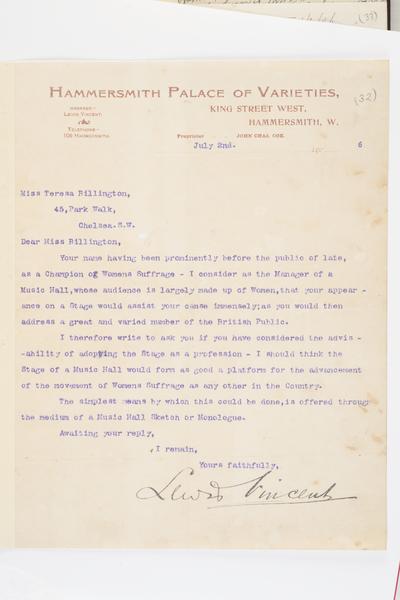 (33)
HAMMERSMITH PALACE OF VARIETIES,
(32)
KING STREET WEST,
HAMMERSMITH, W.
MANAGER—
LEWIS VINCENT.
TELEPHONE—
109 HAMMERSMITH
Proprietor JOHN CHAS. COE.
July 2nd. 190 6
Miss Teresa Billington,
45,Park Walk,
Chelsea.S.W.
Dear Miss Billington,
Your name having been prominently before the public of late,
as a Champion of Womens Suffrage - I consider as the Manager of a
Music Hall,whose audience is largely made up of Women,that your appear -
ance on a Stage would assist your cause immensely;as you would then
address a great and varied number of the British Public.
I therefore write to ask you if you have considered the advis -
-ability of adopting the Stage as a profession - I should think the
Stage of a Music Hall would form as good a platform for the advancement
of the movement of Womens Suffrage as any other in the Country.
The simplest means by which this could be done,is offered through
the medium of a Music Hall Sketch or Monologue.
Awaiting your reply,
I remain,
Yours faithfully,
Lewis Vincent